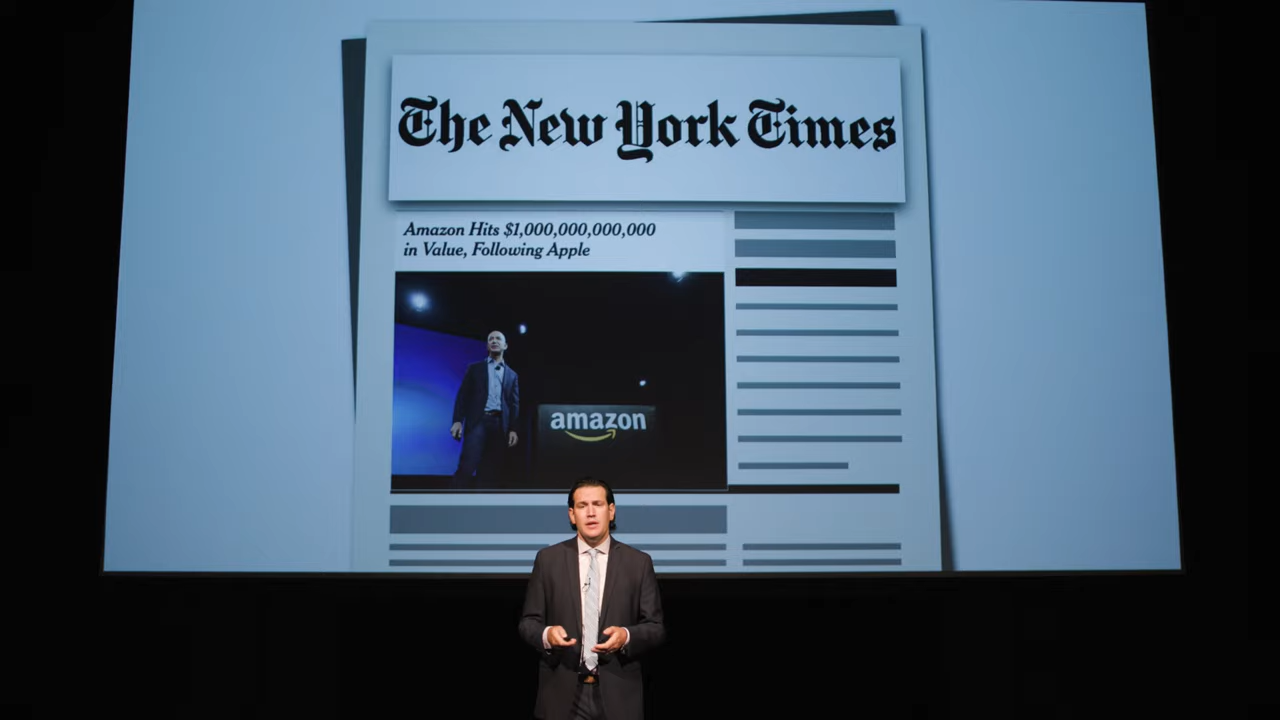 The New York Times
Amazon Hits $1,000,000,000,000
in Value, Following Apple
amazon